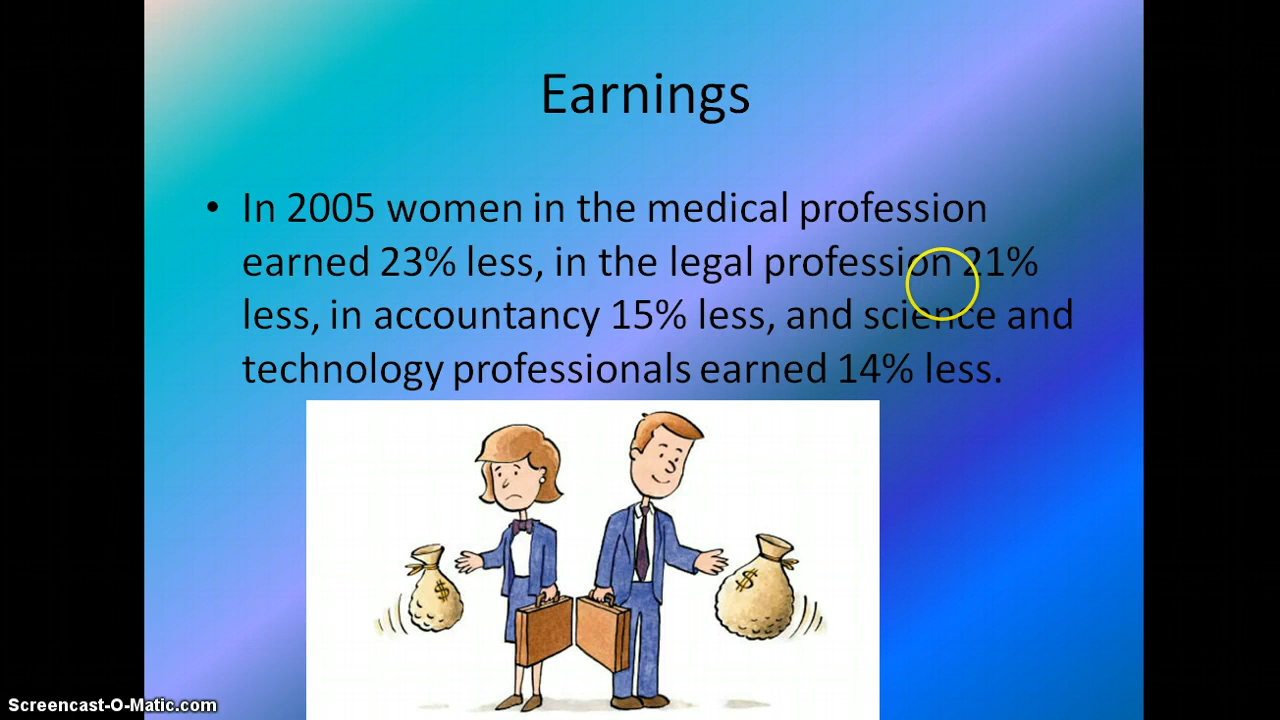 Earnings
• In 2005 women in the medical profession
earned 23% less, in the legal profession 21%
less, in accountancy 15% less, and science and
technology professionals earned 14% less.
$
$
Screencast-O-Matic.com